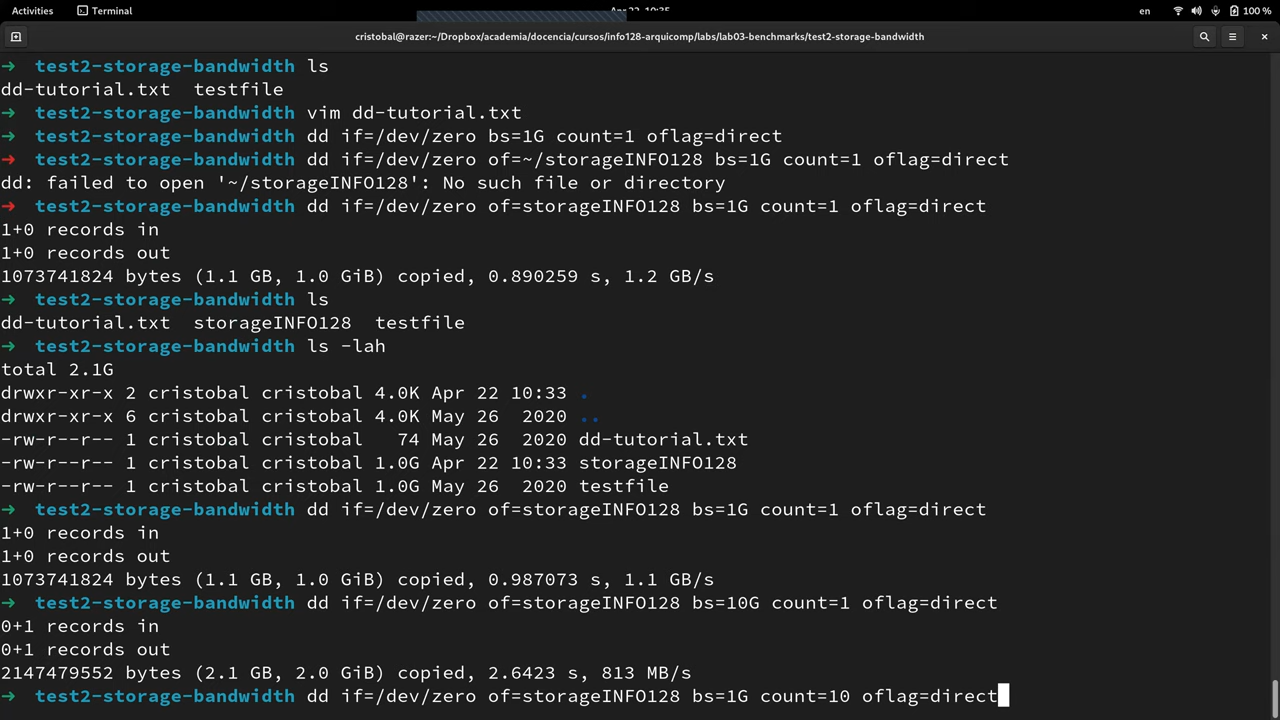 Activities Terminal Apr 22, 10:35 en 100 %
cristobal@razer:~/Dropbox/academia/docencia/cursos/info128-arquicomp/labs/lab03-benchmarks/test2-storage-bandwidth
➜ test2-storage-bandwidth ls
dd-tutorial.txt testfile
➜ test2-storage-bandwidth vim dd-tutorial.txt
➜ test2-storage-bandwidth dd if=/dev/zero bs=1G count=1 oflag=direct
➜ test2-storage-bandwidth dd if=/dev/zero of=~/storageINFO128 bs=1G count=1 oflag=direct
dd: failed to open '~/storageINFO128': No such file or directory
➜ test2-storage-bandwidth dd if=/dev/zero of=storageINFO128 bs=1G count=1 oflag=direct
1+0 records in
1+0 records out
1073741824 bytes (1.1 GB, 1.0 GiB) copied, 0.890259 s, 1.2 GB/s
➜ test2-storage-bandwidth ls
dd-tutorial.txt storageINFO128 testfile
➜ test2-storage-bandwidth ls -lah
total 2.1G
drwxr-xr-x 2 cristobal cristobal 4.0K Apr 22 10:33 .
drwxr-xr-x 6 cristobal cristobal 4.0K May 26 2020 ..
-rw-r--r-- 1 cristobal cristobal 74 May 26 2020 dd-tutorial.txt
-rw-r--r-- 1 cristobal cristobal 1.0G Apr 22 10:33 storageINFO128
-rw-r--r-- 1 cristobal cristobal 1.0G May 26 2020 testfile
➜ test2-storage-bandwidth dd if=/dev/zero of=storageINFO128 bs=1G count=1 oflag=direct
1+0 records in
1+0 records out
1073741824 bytes (1.1 GB, 1.0 GiB) copied, 0.987073 s, 1.1 GB/s
➜ test2-storage-bandwidth dd if=/dev/zero of=storageINFO128 bs=10G count=1 oflag=direct
0+1 records in
0+1 records out
2147479552 bytes (2.1 GB, 2.0 GiB) copied, 2.6423 s, 813 MB/s
➜ test2-storage-bandwidth dd if=/dev/zero of=storageINFO128 bs=1G count=10 oflag=direct